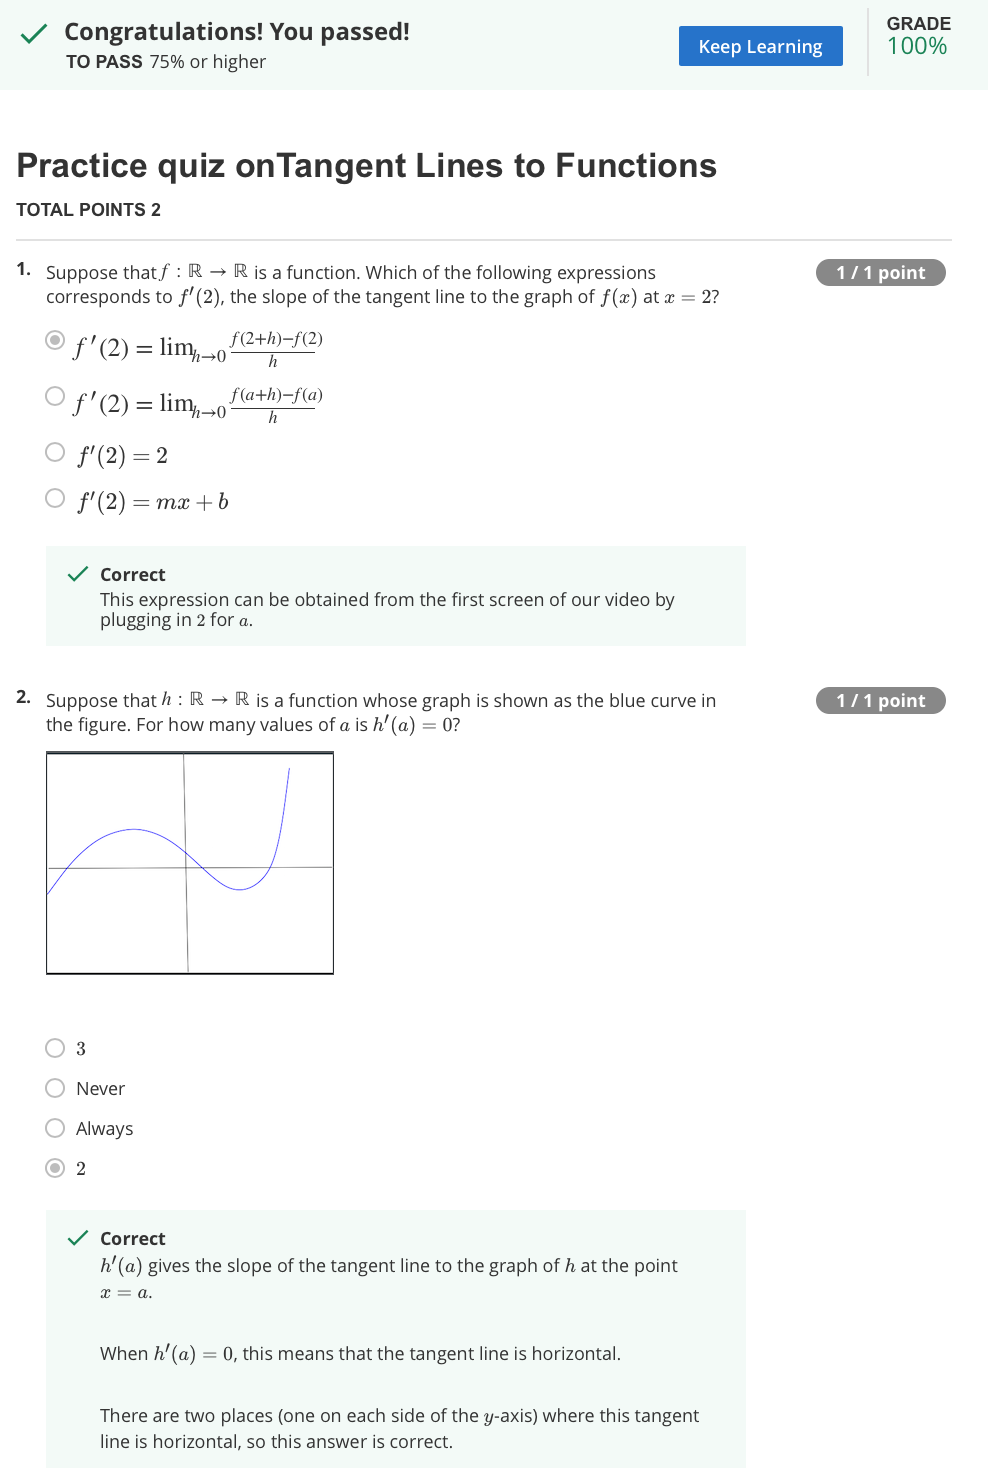 Congratulations! You passed!
TO PASS 75% or higher
Keep Learning
GRADE
100%
Practice quiz onTangent Lines to Functions
TOTAL POINTS 2
1. Suppose that f : ℝ → ℝ is a function. Which of the following expressions
corresponds to f′(2), the slope of the tangent line to the graph of f(x) at x = 2?
1 / 1 point
f ′(2) = lim_{h→0} \frac{f(2+h)−f(2)}{h}
f ′(2) = lim_{h→0} \frac{f(a+h)−f(a)}{h}
f′(2) = 2
f′(2) = mx + b
Correct
This expression can be obtained from the first screen of our video by
plugging in 2 for a.
2. Suppose that h : ℝ → ℝ is a function whose graph is shown as the blue curve in
the figure. For how many values of a is h′(a) = 0?
1 / 1 point
3
Never
Always
2
Correct
h′(a) gives the slope of the tangent line to the graph of h at the point
x = a.
When h′(a) = 0, this means that the tangent line is horizontal.
There are two places (one on each side of the y-axis) where this tangent
line is horizontal, so this answer is correct.